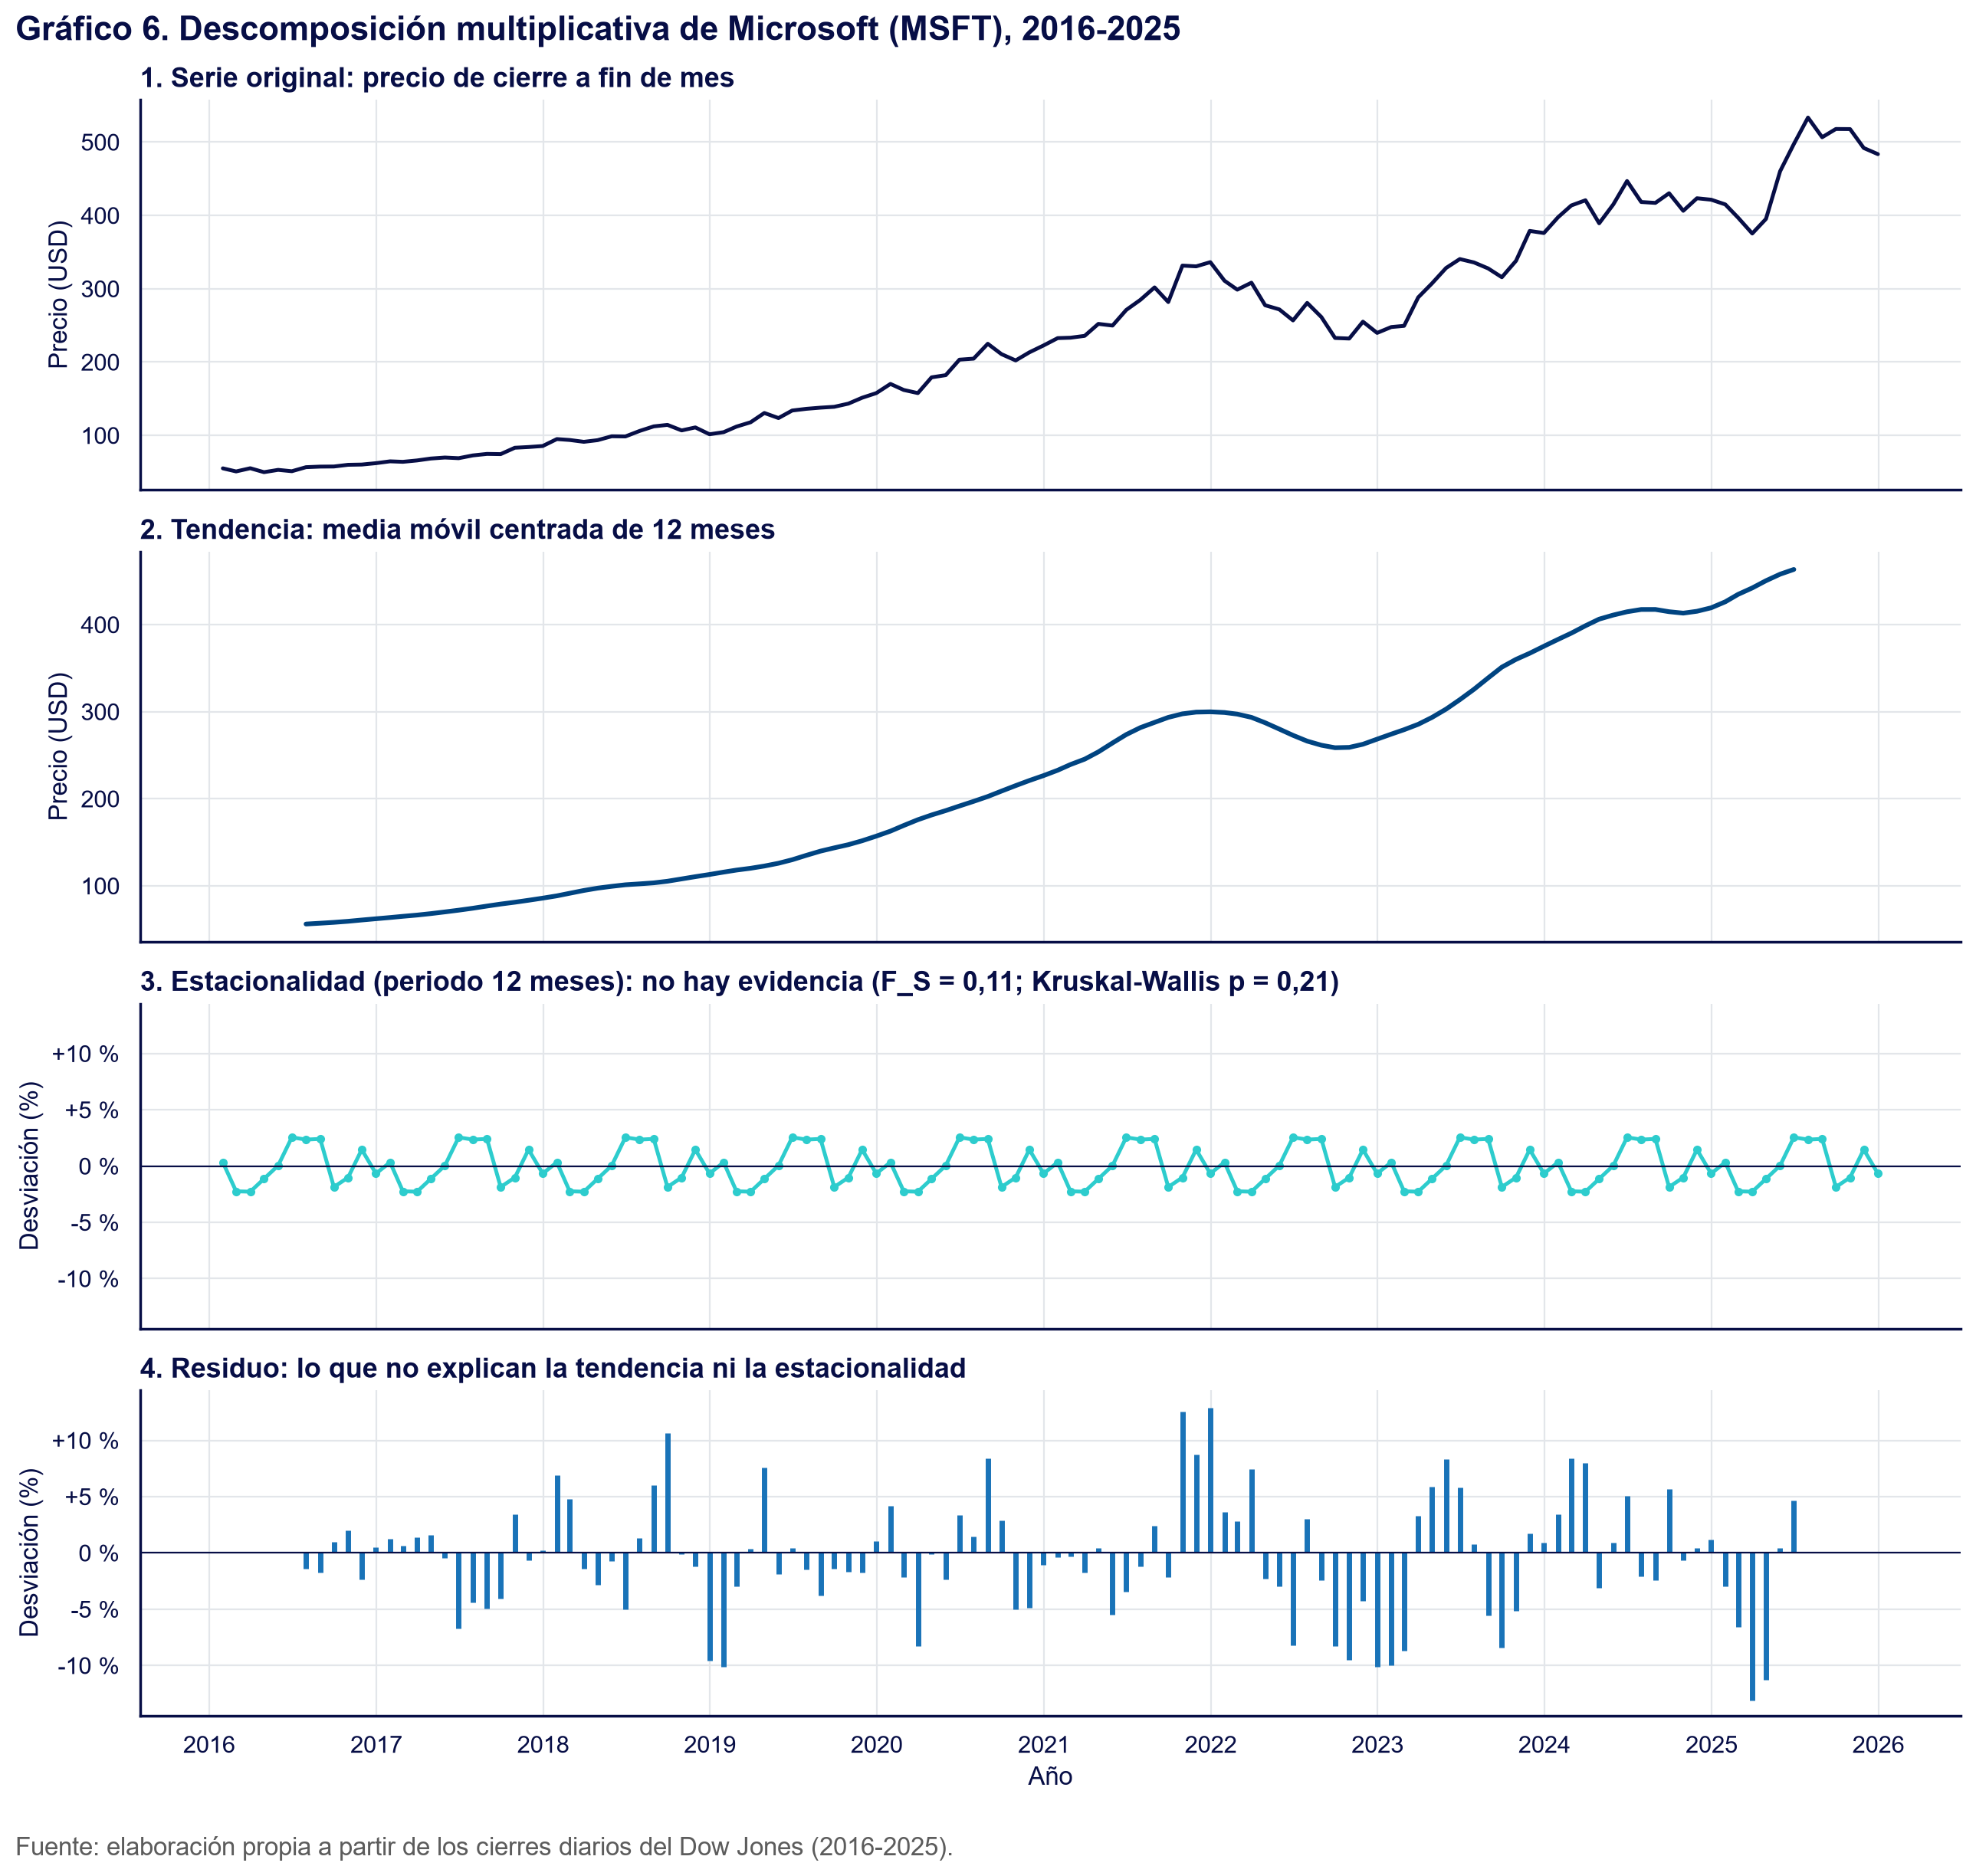 Gráfico 6. Descomposición multiplicativa de Microsoft (MSFT), 2016-2025
1. Serie original: precio de cierre a fin de mes
Precio (USD)
500
400
300
200
100
2. Tendencia: media móvil centrada de 12 meses
Precio (USD)
400
300
200
100
3. Estacionalidad (periodo 12 meses): no hay evidencia (F_S = 0,11; Kruskal-Wallis p = 0,21)
Desviación (%)
+10 %
+5 %
0 %
-5 %
-10 %
4. Residuo: lo que no explican la tendencia ni la estacionalidad
Desviación (%)
+10 %
+5 %
0 %
-5 %
-10 %
2016 2017 2018 2019 2020 2021 2022 2023 2024 2025 2026
Año
Fuente: elaboración propia a partir de los cierres diarios del Dow Jones (2016-2025).